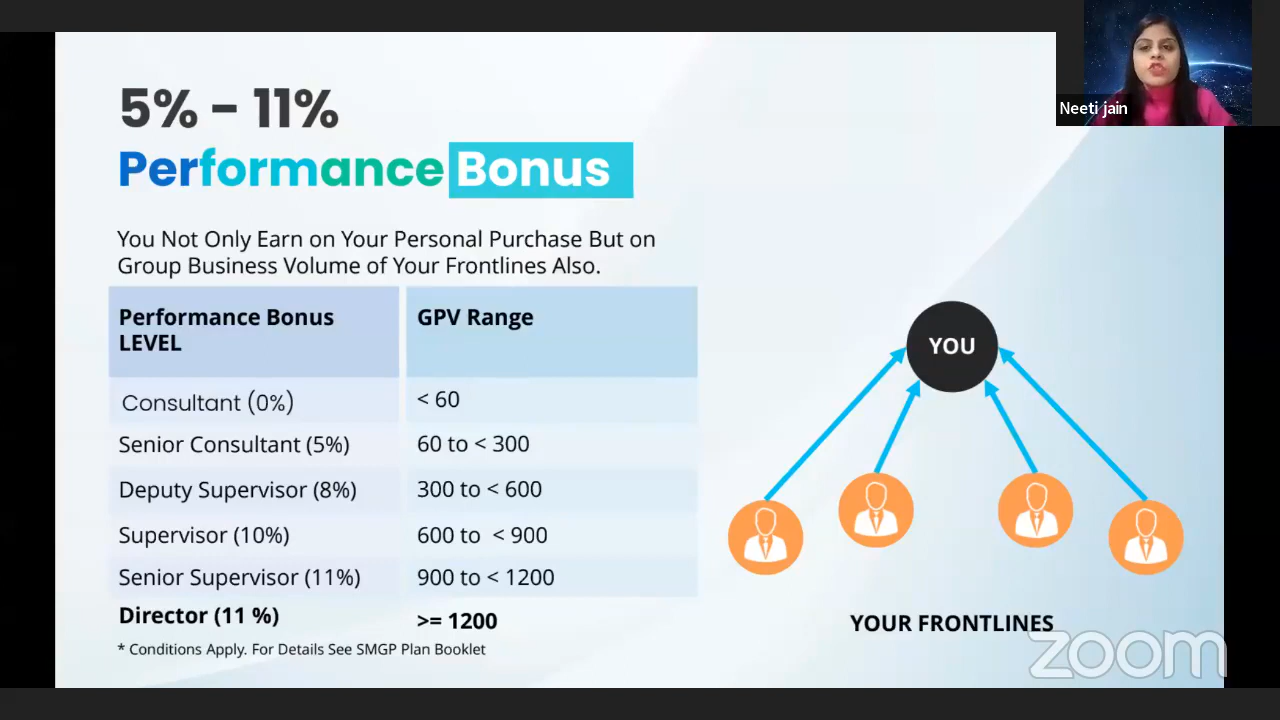 5% - 11%
Performance Bonus
You Not Only Earn on Your Personal Purchase But on
Group Business Volume of Your Frontlines Also.
Performance Bonus LEVEL
GPV Range
Consultant (0%)
< 60
Senior Consultant (5%)
60 to < 300
Deputy Supervisor (8%)
300 to < 600
Supervisor (10%)
600 to < 900
Senior Supervisor (11%)
900 to < 1200
Director (11 %)
>= 1200
* Conditions Apply. For Details See SMGP Plan Booklet
YOU
YOUR FRONTLINES
Neeti jain
zoom